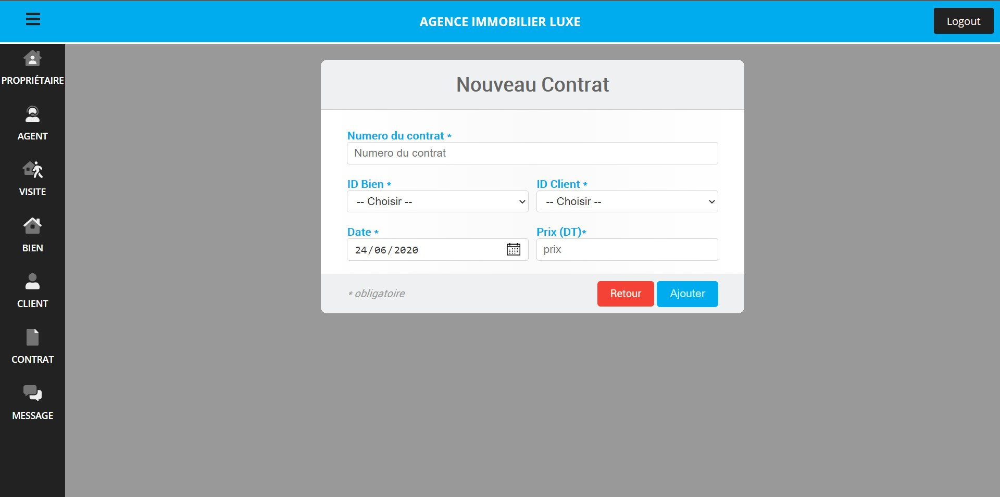 AGENCE IMMOBILIER LUXE
Logout
PROPRIÉTAIRE
AGENT
VISITE
BIEN
CLIENT
CONTRAT
MESSAGE
Nouveau Contrat
Numero du contrat *
Numero du contrat
ID Bien *
ID Client *
-- Choisir --
-- Choisir --
Date *
Prix (DT)*
24/06/2020
prix
* obligatoire
Retour
Ajouter